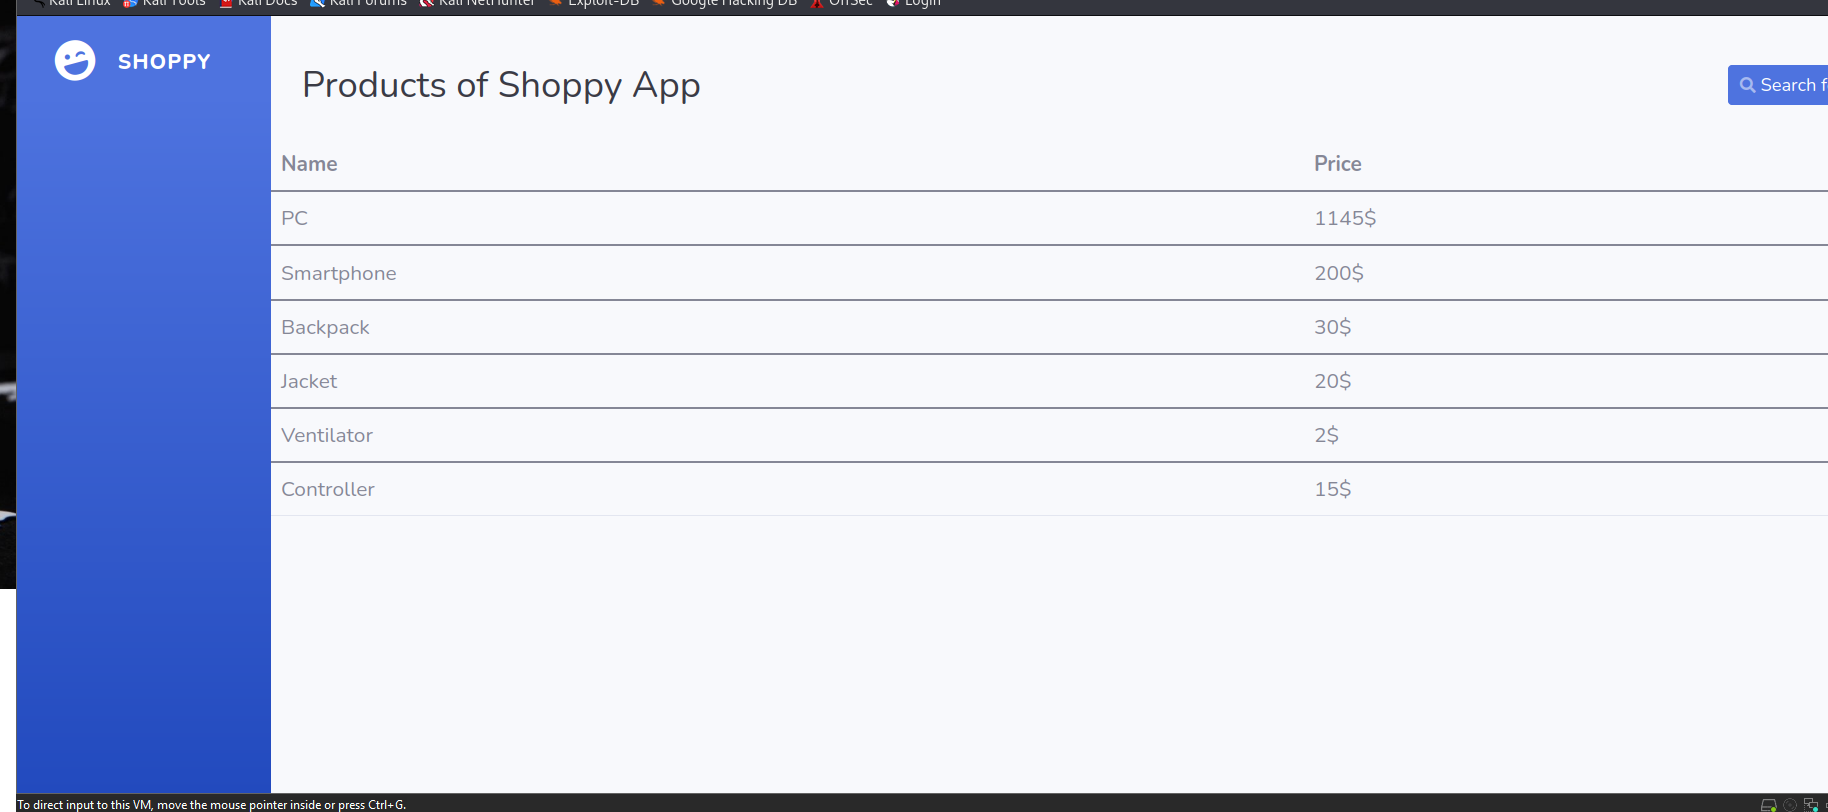 Kali Linux Kali Tools Kali Docs Kali Forums Kali NetHunter Exploit-DB Google Hacking DB OffSec Login
SHOPPY
Products of Shoppy App
Search f
Name Price
PC 1145$
Smartphone 200$
Backpack 30$
Jacket 20$
Ventilator 2$
Controller 15$
To direct input to this VM, move the mouse pointer inside or press Ctrl+G.